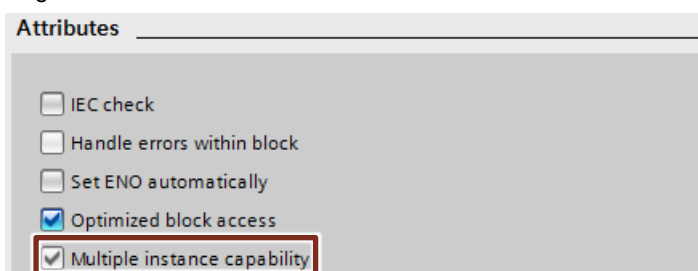 Attributes
IEC check
Handle errors within block
Set ENO automatically
Optimized block access
Multiple instance capability